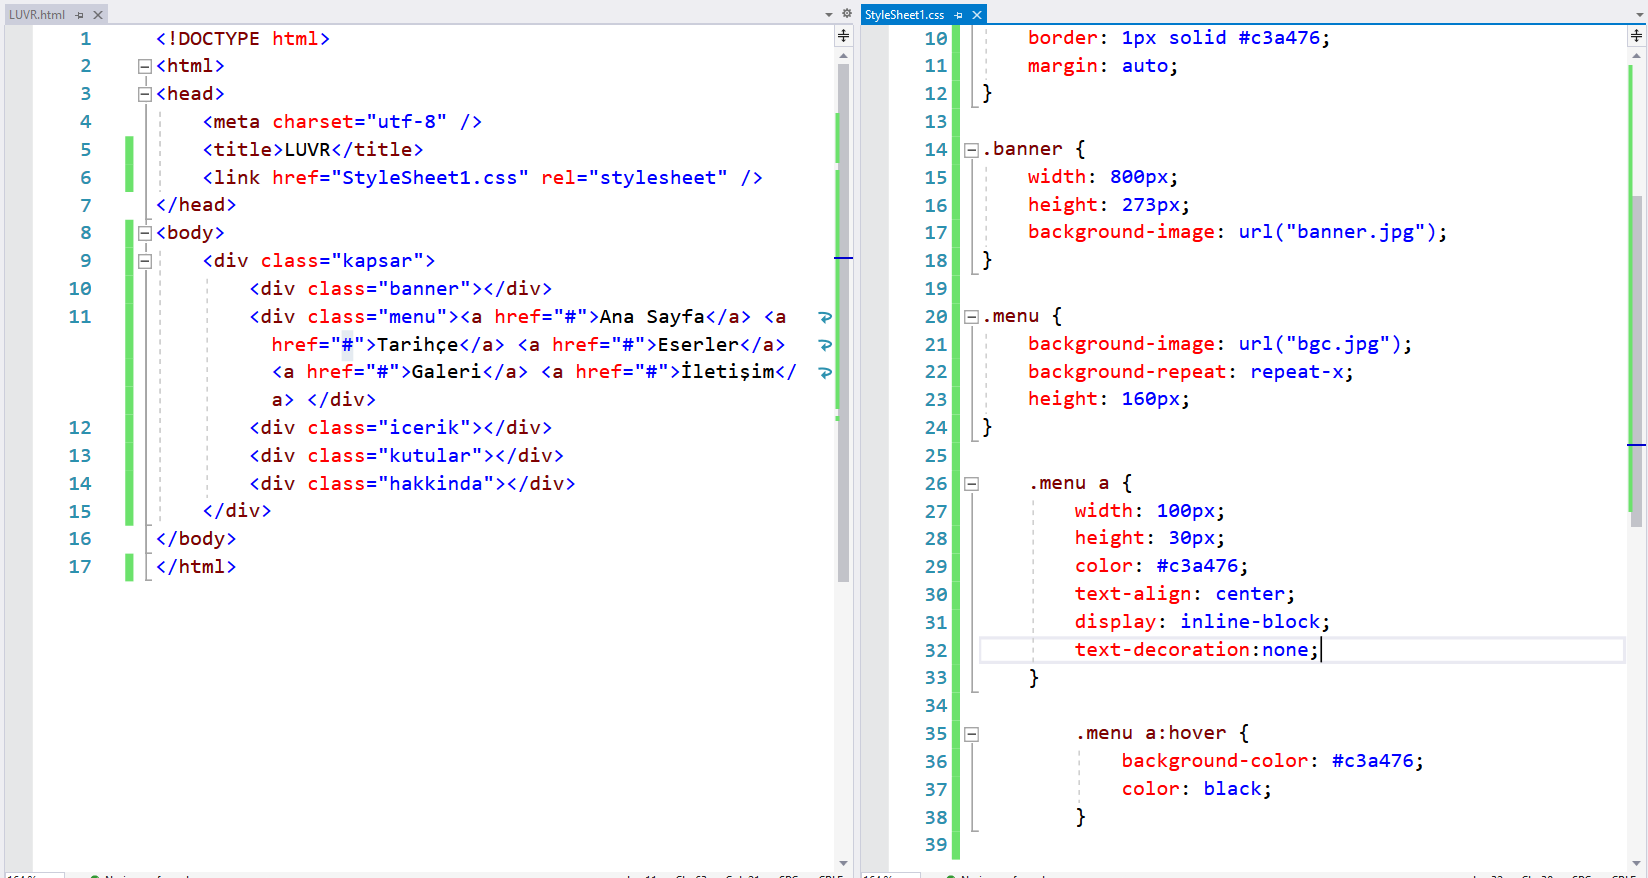 LUVR.html
1 <!DOCTYPE html>
2 <html>
3 <head>
4 <meta charset="utf-8" />
5 <title>LUVR</title>
6 <link href="StyleSheet1.css" rel="stylesheet" />
7 </head>
8 <body>
9 <div class="kapsar">
10 <div class="banner"></div>
11 <div class="menu"><a href="#">Ana Sayfa</a> <a
href="#">Tarihçe</a> <a href="#">Eserler</a>
<a href="#">Galeri</a> <a href="#">İletişim</
a> </div>
12 <div class="icerik"></div>
13 <div class="kutular"></div>
14 <div class="hakkinda"></div>
15 </div>
16 </body>
17 </html>
StyleSheet1.css
10 border: 1px solid #c3a476;
11 margin: auto;
12 }
13
14 .banner {
15 width: 800px;
16 height: 273px;
17 background-image: url("banner.jpg");
18 }
19
20 .menu {
21 background-image: url("bgc.jpg");
22 background-repeat: repeat-x;
23 height: 160px;
24 }
25
26 .menu a {
27 width: 100px;
28 height: 30px;
29 color: #c3a476;
30 text-align: center;
31 display: inline-block;
32 text-decoration:none;
33 }
34
35 .menu a:hover {
36 background-color: #c3a476;
37 color: black;
38 }
39